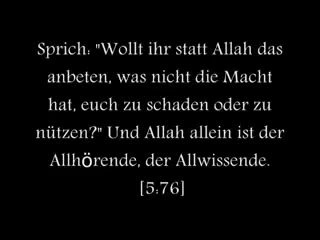 Sprich: "Wollt ihr statt Allah das
anbeten, was nicht die Macht
hat, euch zu schaden oder zu
nützen?" Und Allah allein ist der
Allhörende, der Allwissende.
[5:76]